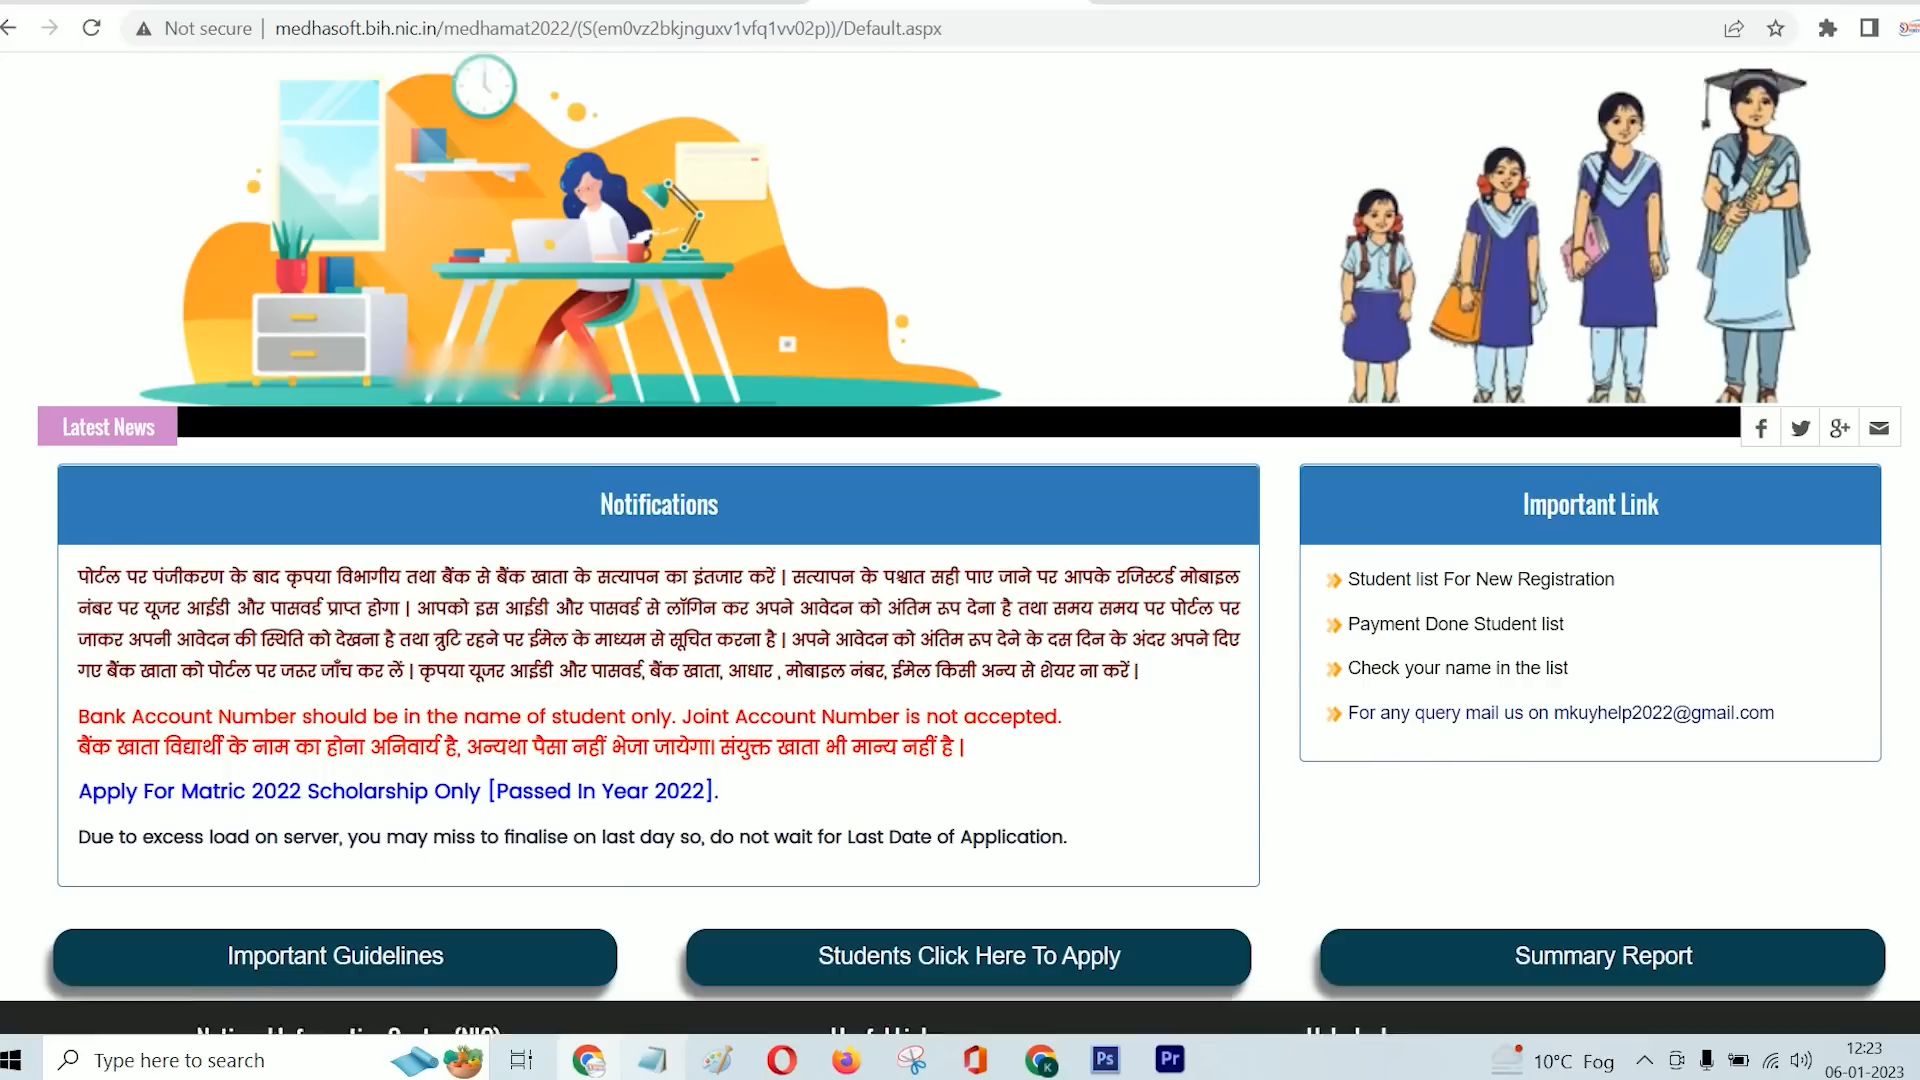 Not secure | medhasoft.bih.nic.in/medhamat2022/(S(em0vz2bkjnguxv1vfq1vv02p))/Default.aspx
Latest News
Notifications
Important Link
पोर्टल पर पंजीकरण के बाद कृपया विभागीय तथा बैंक से बैंक खाता के सत्यापन का इंतजार करें | सत्यापन के पश्चात सही पाए जाने पर आपके रजिस्टर्ड मोबाइल
नंबर पर यूजर आईडी और पासवर्ड प्राप्त होगा | आपको इस आईडी और पासवर्ड से लॉगिन कर अपने आवेदन को अंतिम रूप देना है तथा समय समय पर पोर्टल पर
जाकर अपनी आवेदन की स्थिति को देखना है तथा त्रुटि रहने पर ईमेल के माध्यम से सूचित करना है | अपने आवेदन को अंतिम रूप देने के दस दिन के अंदर अपने दिए
गए बैंक खाता को पोर्टल पर जरूर जाँच कर लें | कृपया यूजर आईडी और पासवर्ड, बैंक खाता, आधार , मोबाइल नंबर, ईमेल किसी अन्य से शेयर ना करें |
Bank Account Number should be in the name of student only. Joint Account Number is not accepted.
बैंक खाता विद्यार्थी के नाम का होना अनिवार्य है, अन्यथा पैसा नहीं भेजा जायेगा। संयुक्त खाता भी मान्य नहीं है |
Apply For Matric 2022 Scholarship Only [Passed In Year 2022].
Due to excess load on server, you may miss to finalise on last day so, do not wait for Last Date of Application.
Student list For New Registration
Payment Done Student list
Check your name in the list
For any query mail us on mkuyhelp2022@gmail.com
Important Guidelines
Students Click Here To Apply
Summary Report
Type here to search
K
Ps
Pr
10°C Fog
12:23
06-01-2023